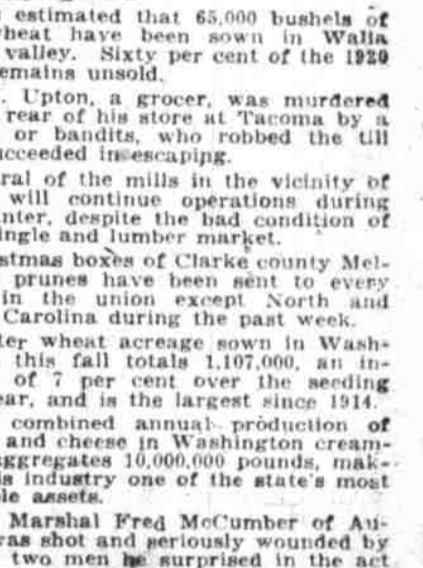 estimated that 65,000 bushels of
heat have been sown in Walla
valley. Sixty per cent of the 1920
emains unsold.
. Upton, a grocer, was murdered
rear of his store at Tacoma by a
or bandits, who robbed the till
cceeded in escaping.
ral of the mills in the vicinity of
will continue operations during
nter, despite the bad condition of
ingle and lumber market.
stmas boxes of Clarke county Mel-
prunes have been sent to every
in the union except North and
Carolina during the past week.
ter wheat acreage sown in Wash-
this fall totals 1,107,000, an in-
of 7 per cent over the seeding
ear, and is the largest since 1914.
combined annual production of
and cheese in Washington cream-
aggregates 10,000,000 pounds, mak-
is industry one of the state's most
le assets.
Marshal Fred McCumber of Au-
was shot and seriously wounded by
two men he surprised in the act